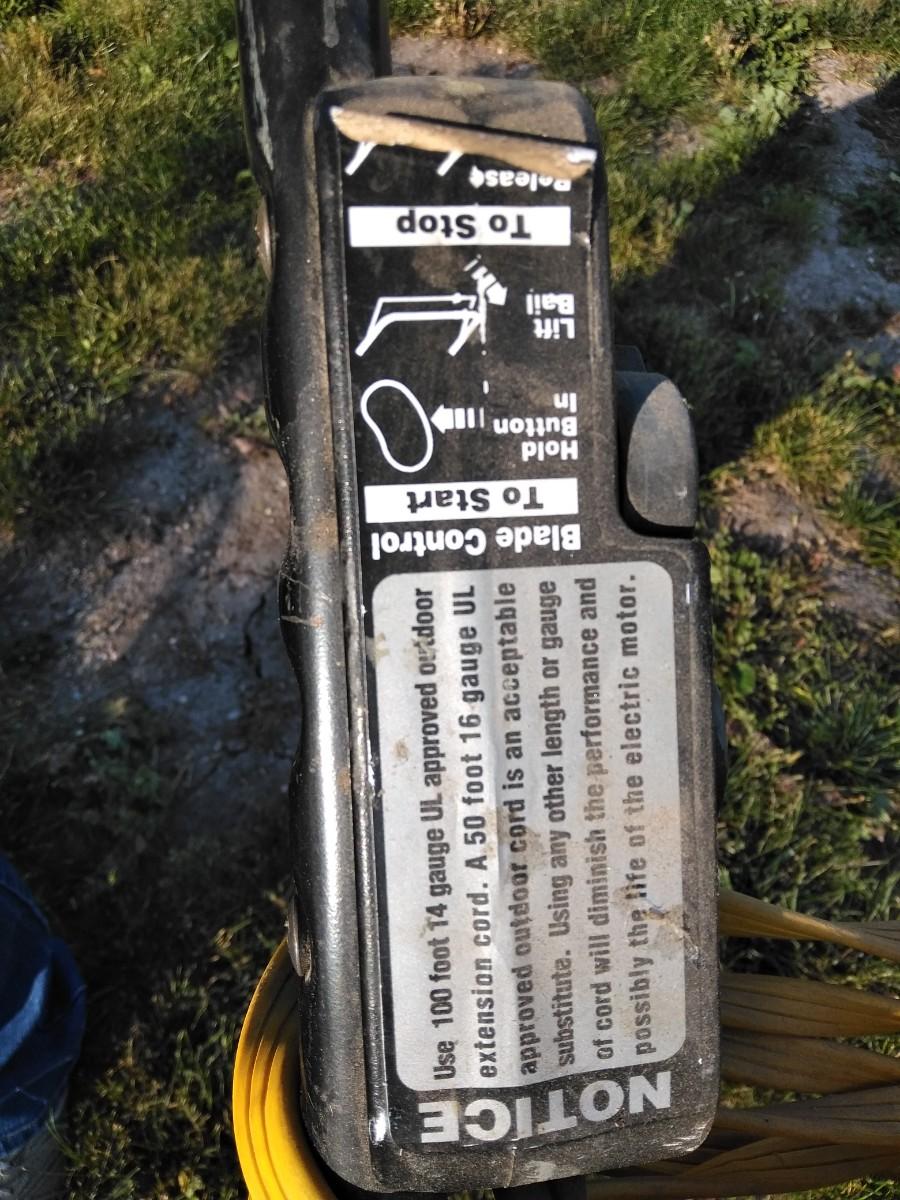 NOTICE
Use 100 foot 14 gauge UL approved outdoor
extension cord. A 50 foot 16 gauge UL
approved outdoor cord is an acceptable
substitute. Using any other length or gauge
of cord will diminish the performance and
possibly the life of the electric motor.
Blade Control
To Start
Hold
Button
In
Lift
Bail
To Stop
Release